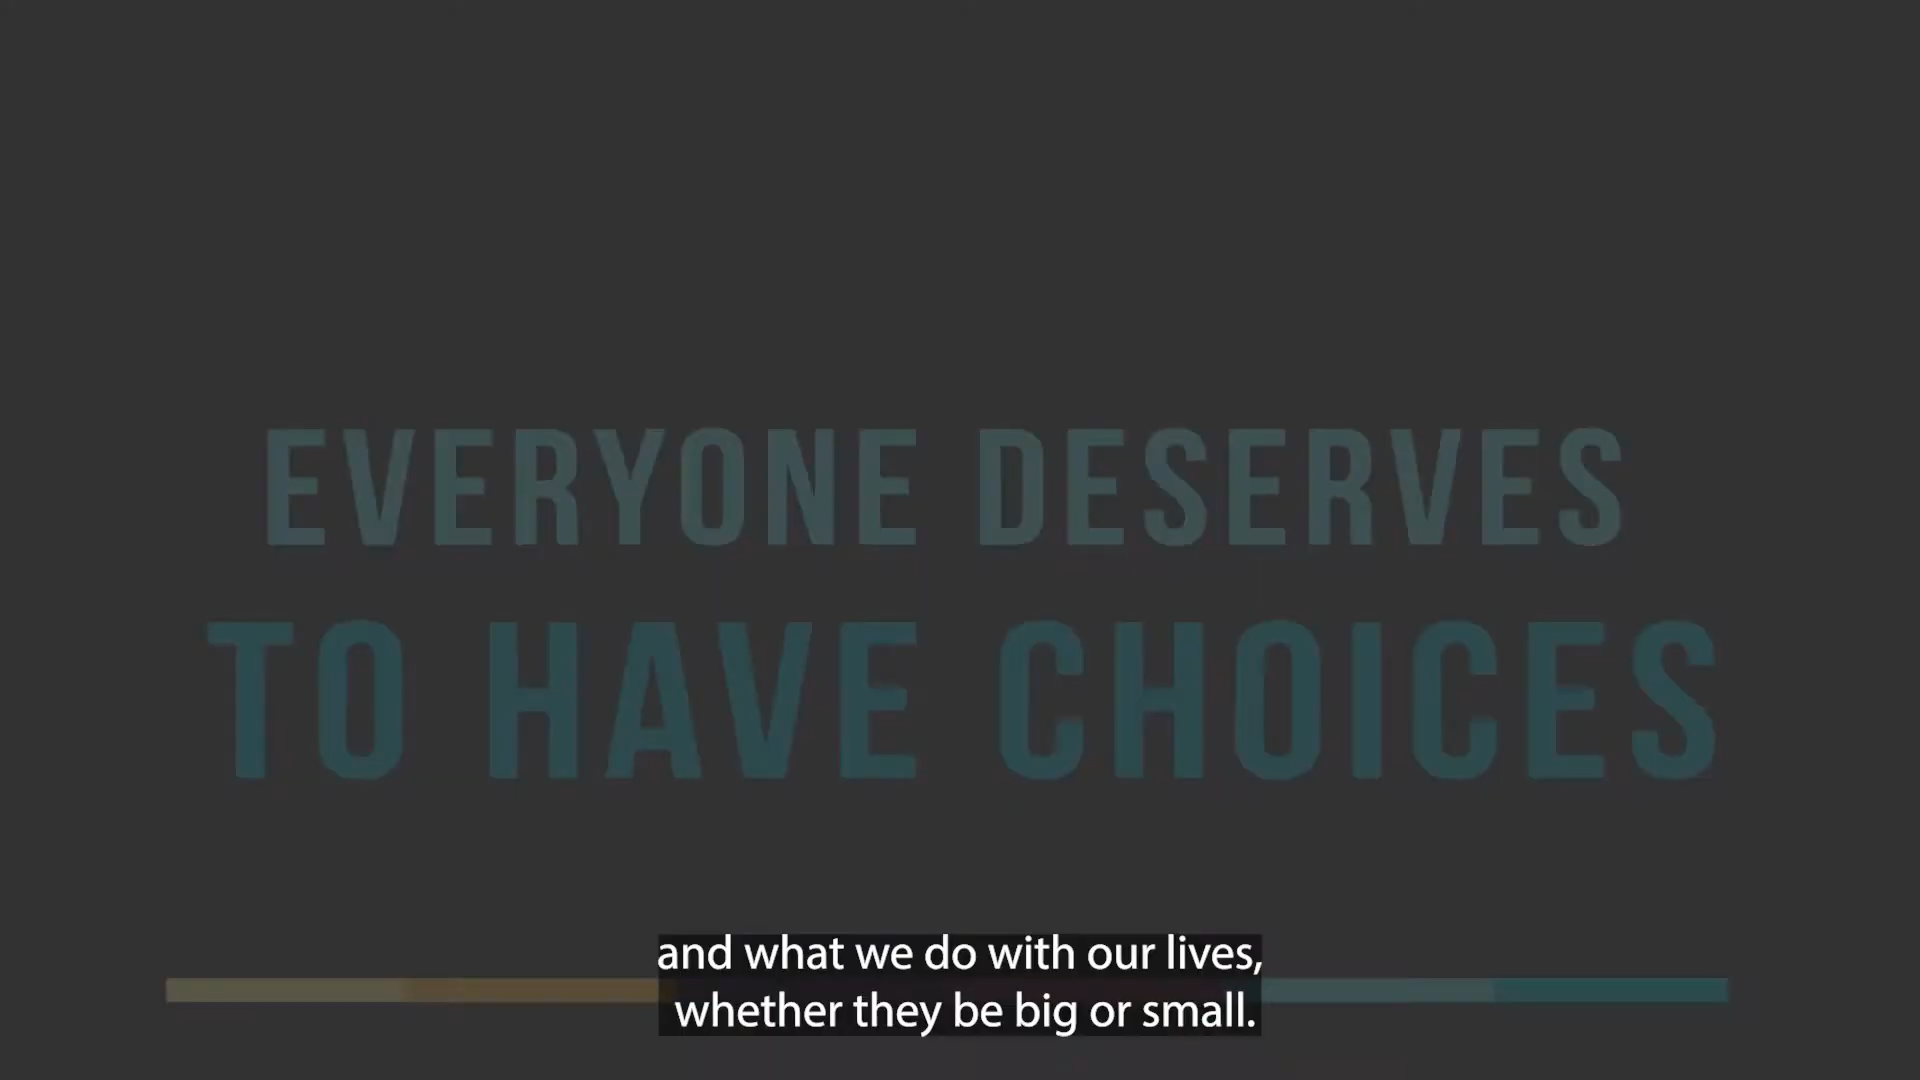 EVERYONE DESERVES
TO HAVE CHOICES
and what we do with our lives,
whether they be big or small.